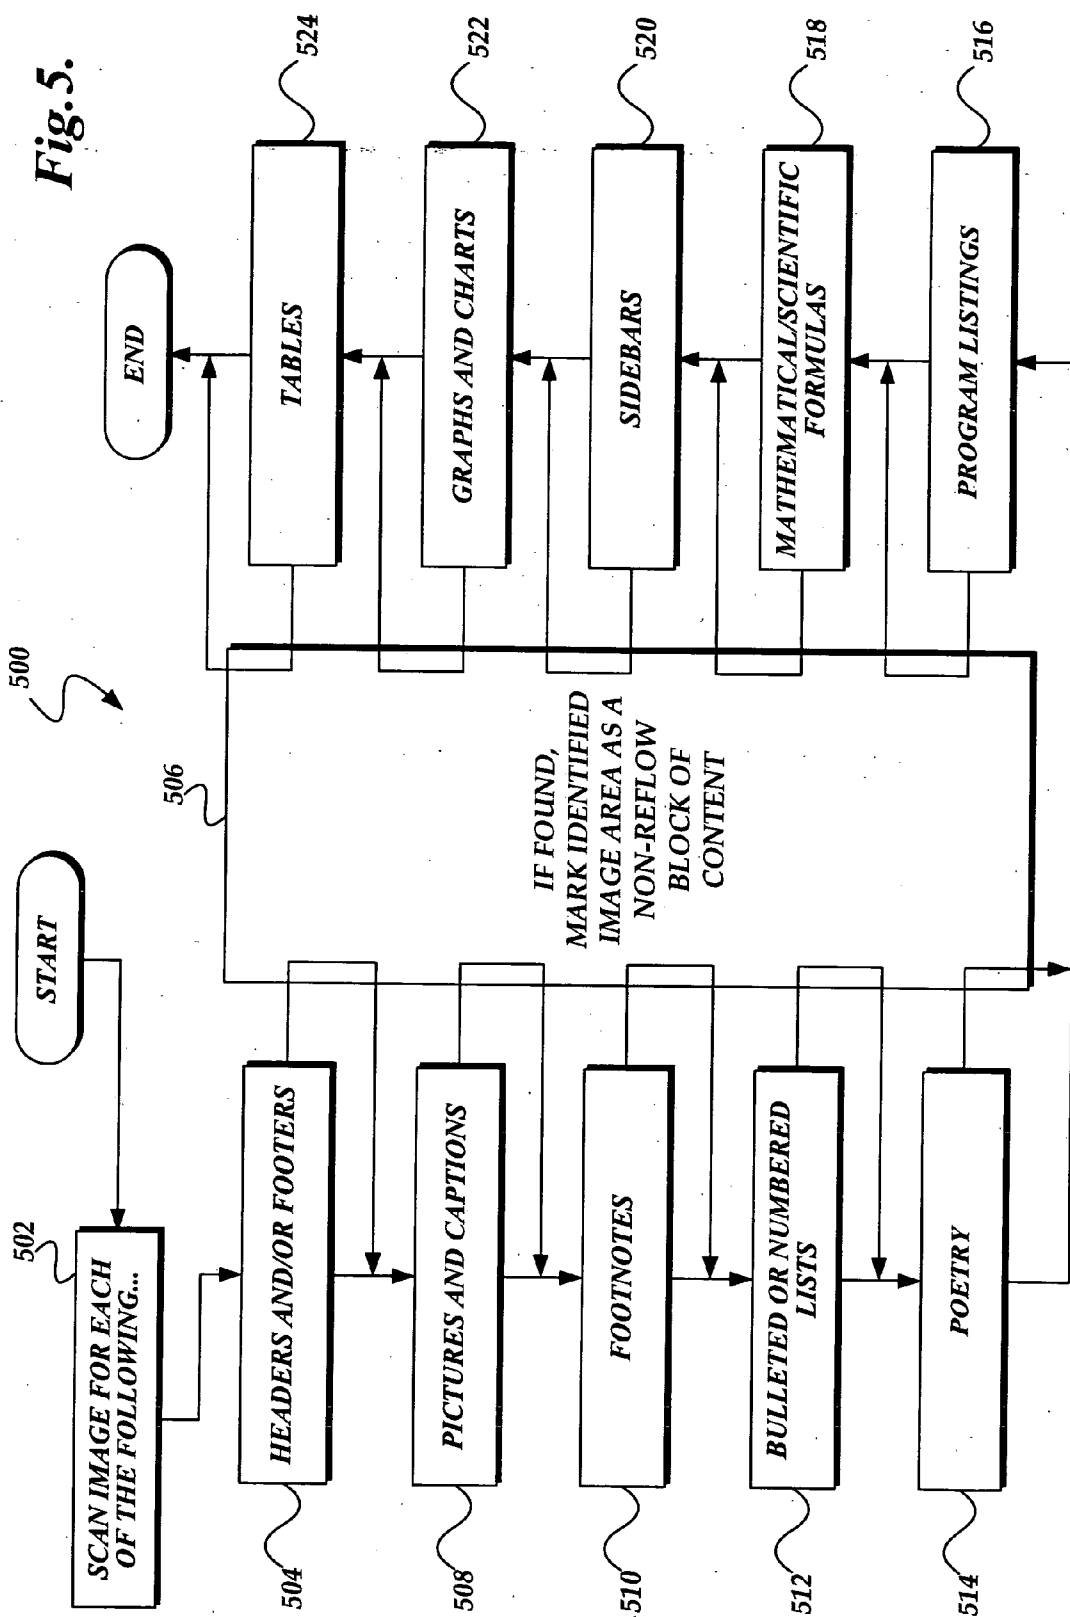 Fig.5.
500
START
502
SCAN IMAGE FOR EACH
OF THE FOLLOWING...
504
HEADERS AND/OR FOOTERS
508
PICTURES AND CAPTIONS
510
FOOTNOTES
512
BULLETED OR NUMBERED
LISTS
514
POETRY
506
IF FOUND,
MARK IDENTIFIED
IMAGE AREA AS A
NON-REFLOW
BLOCK OF
CONTENT
END
TABLES
524
GRAPHS AND CHARTS
522
SIDEBARS
520
MATHEMATICAL/SCIENTIFIC
FORMULAS
518
PROGRAM LISTINGS
516